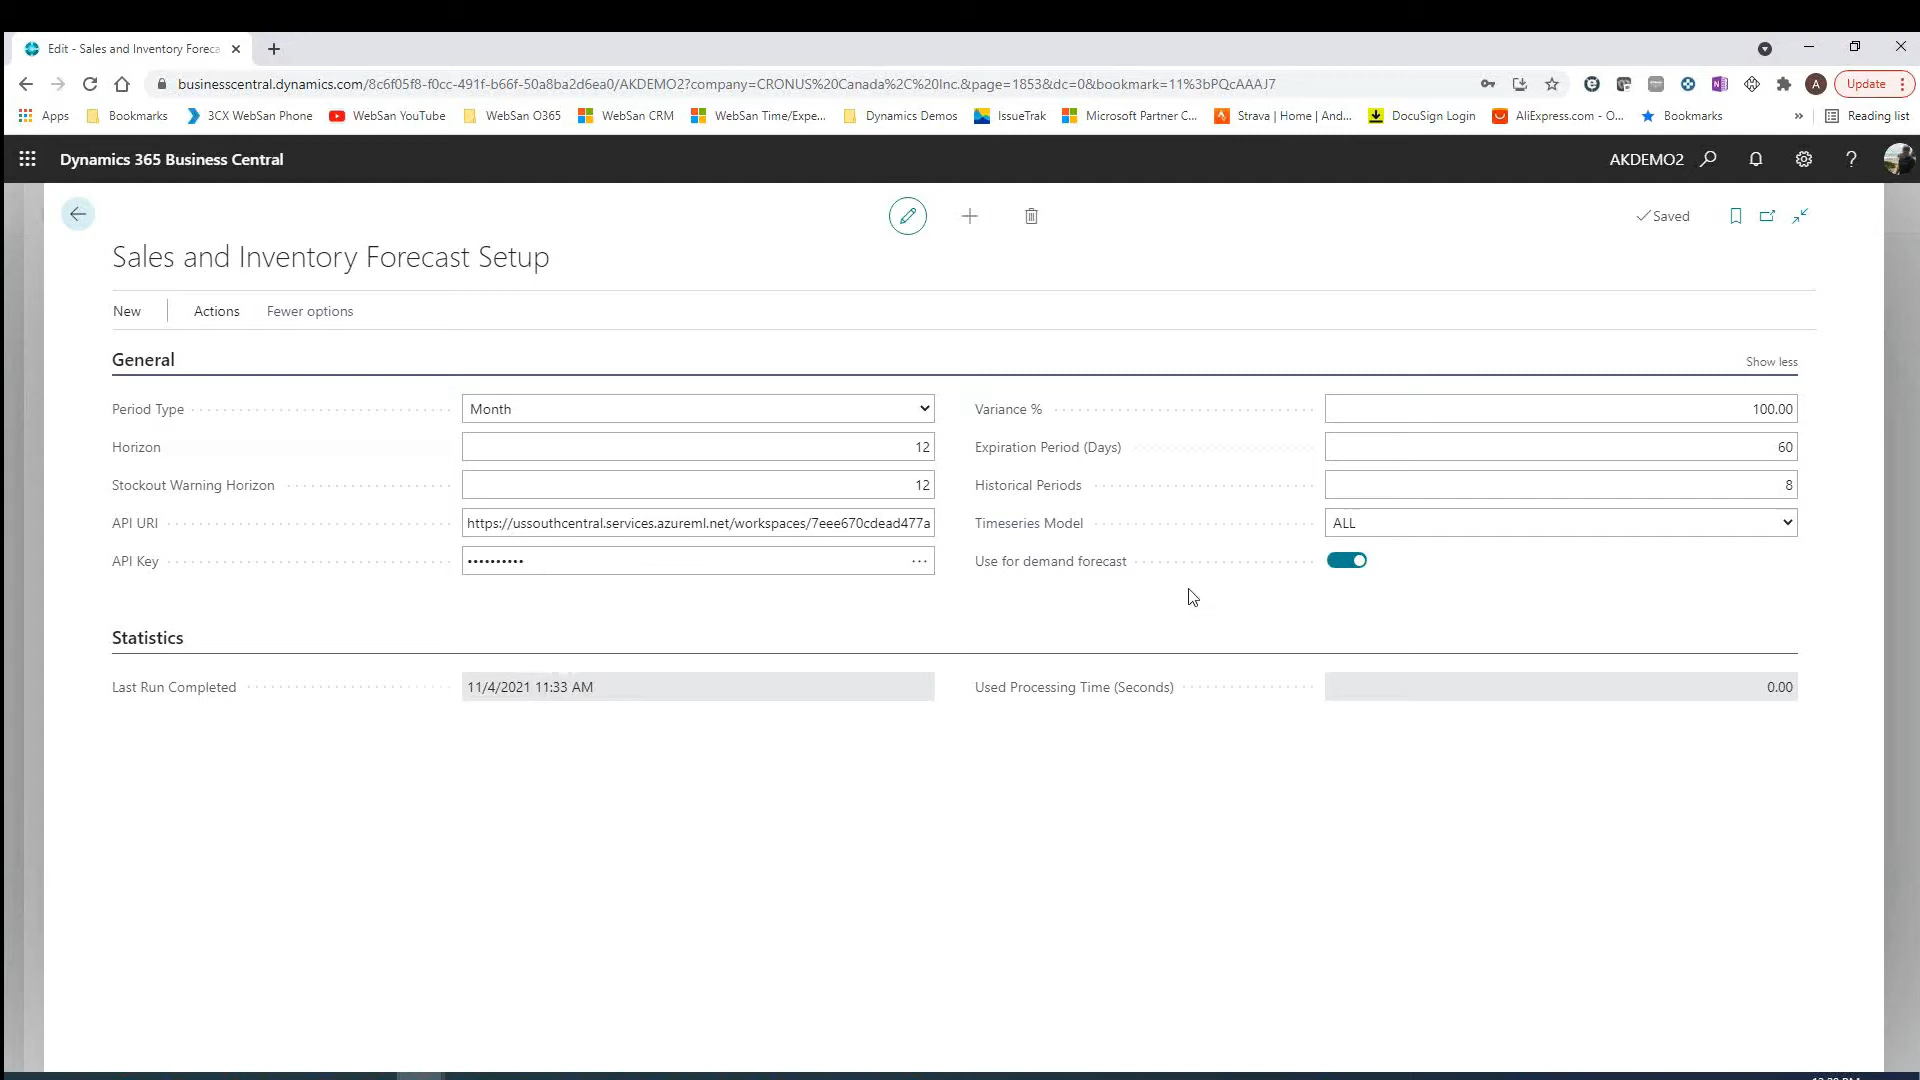 Edit - Sales and Inventory Foreca
businesscentral.dynamics.com/8c6f05f8-f0cc-491f-b66f-50a8ba2d6ea0/AKDEMO2?company=CRONUS%20Canada%2C%20Inc.&page=1853&dc=0&bookmark=11%3bPQcAAAJ7
A
Update
Apps Bookmarks 3CX WebSan Phone WebSan YouTube WebSan O365 WebSan CRM WebSan Time/Expe... Dynamics Demos IssueTrak Microsoft Partner C... Strava | Home | And... DocuSign Login AliExpress.com - O... Bookmarks » Reading list
Dynamics 365 Business Central
AKDEMO2
Saved
Sales and Inventory Forecast Setup
New Actions Fewer options
General Show less
Period Type Month Variance % 100.00
Horizon 12 Expiration Period (Days) 60
Stockout Warning Horizon 12 Historical Periods 8
API URI https://ussouthcentral.services.azureml.net/workspaces/7eee670cdead477a Timeseries Model ALL
API Key •••••••••• ... Use for demand forecast
Statistics
Last Run Completed 11/4/2021 11:33 AM Used Processing Time (Seconds) 0.00